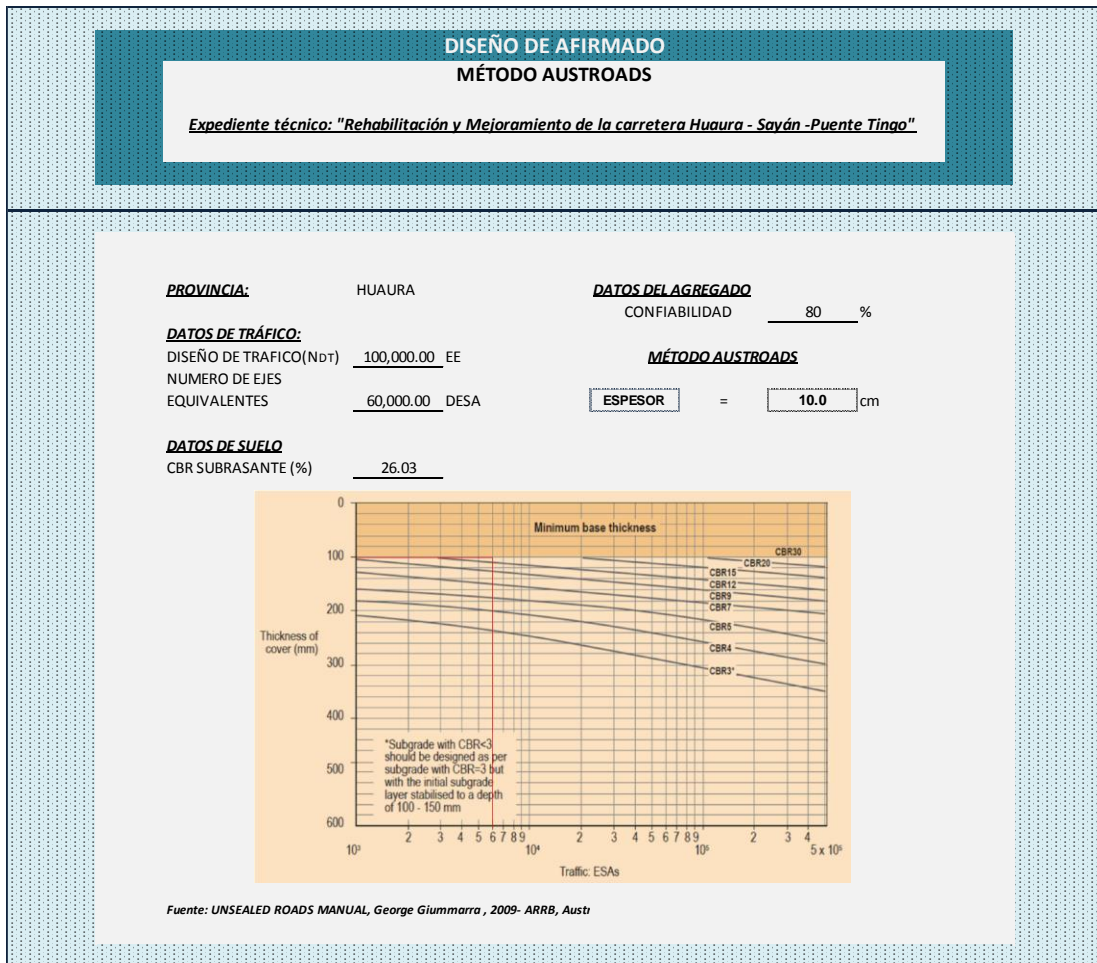 DISEÑO DE AFIRMADO
MÉTODO AUSTROADS
Expediente técnico: "Rehabilitación y Mejoramiento de la carretera Huaura - Sayán -Puente Tingo"
PROVINCIA: HUAURA
DATOS DEL AGREGADO
CONFIABILIDAD 80 %
DATOS DE TRÁFICO:
DISEÑO DE TRAFICO(NDT) 100,000.00 EE
MÉTODO AUSTROADS
NUMERO DE EJES
EQUIVALENTES 60,000.00 DESA
ESPESOR = 10.0 cm
DATOS DE SUELO
CBR SUBRASANTE (%) 26.03
0
100
200
300
400
500
600
Thickness of
cover (mm)
Minimum base thickness
CBR30
CBR20
CBR15
CBR12
CBR9
CBR7
CBR5
CBR4
CBR3*
*Subgrade with CBR<3
should be designed as per
subgrade with CBR=3 but
with the initial subgrade
layer stabilised to a depth
of 100 - 150 mm
2 3 4 5 6 7 8 9 2 3 4 5 6 7 8 9 2 3 4
10³ 10⁴ 10⁵ 5 x 10⁵
Traffic: ESAs
Fuente: UNSEALED ROADS MANUAL, George Giummarra , 2009- ARRB, Austr